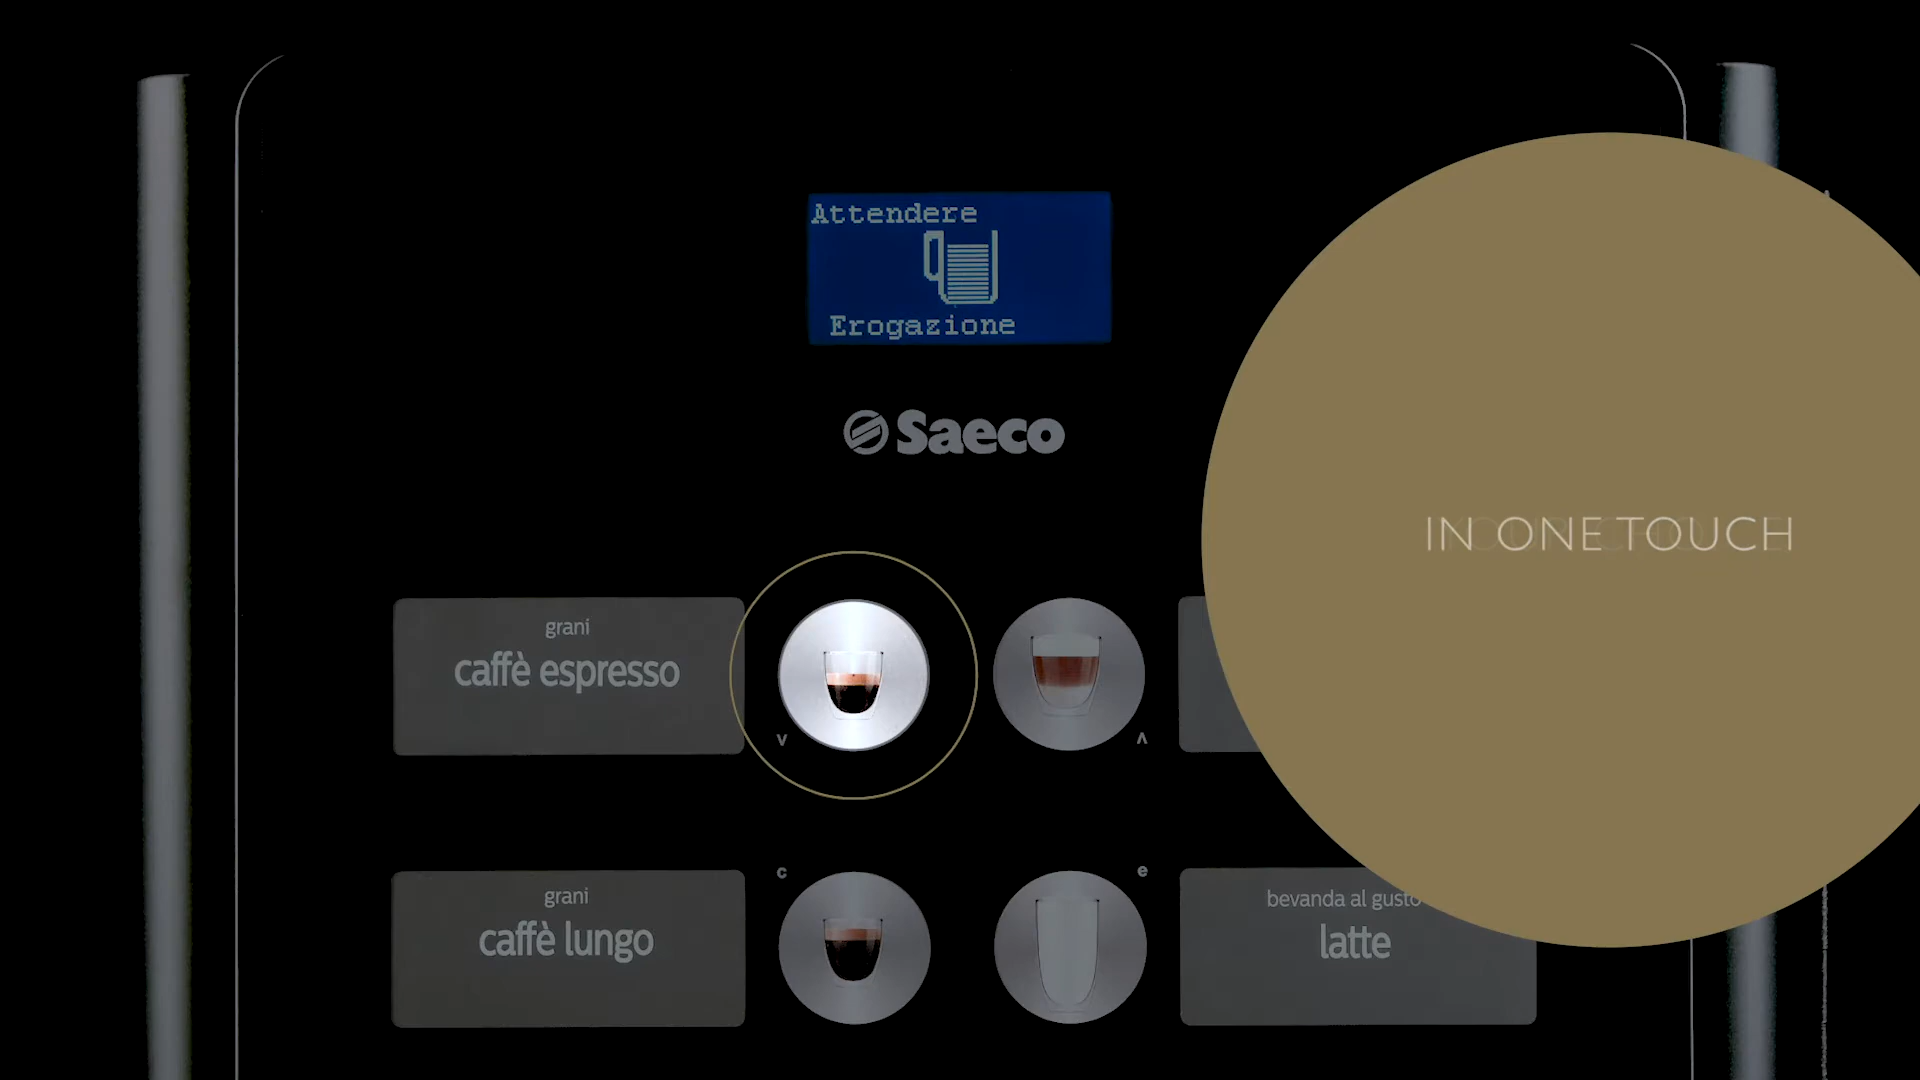 Attendere
Erogazione
Saeco
IN ONE TOUCH
grani
caffè espresso
v
ʌ
grani
caffè lungo
c
e
bevanda al gusto
latte